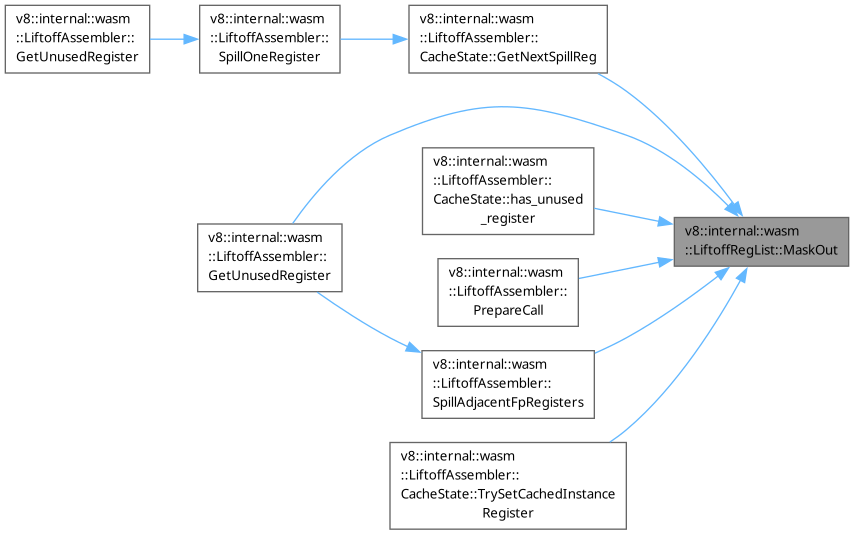 v8::internal::wasm
::LiftoffAssembler::
GetUnusedRegister
v8::internal::wasm
::LiftoffAssembler::
SpillOneRegister
v8::internal::wasm
::LiftoffAssembler::
CacheState::GetNextSpillReg
v8::internal::wasm
::LiftoffAssembler::
CacheState::has_unused
_register
v8::internal::wasm
::LiftoffRegList::MaskOut
v8::internal::wasm
::LiftoffAssembler::
GetUnusedRegister
v8::internal::wasm
::LiftoffAssembler::
PrepareCall
v8::internal::wasm
::LiftoffAssembler::
SpillAdjacentFpRegisters
v8::internal::wasm
::LiftoffAssembler::
CacheState::TrySetCachedInstance
Register